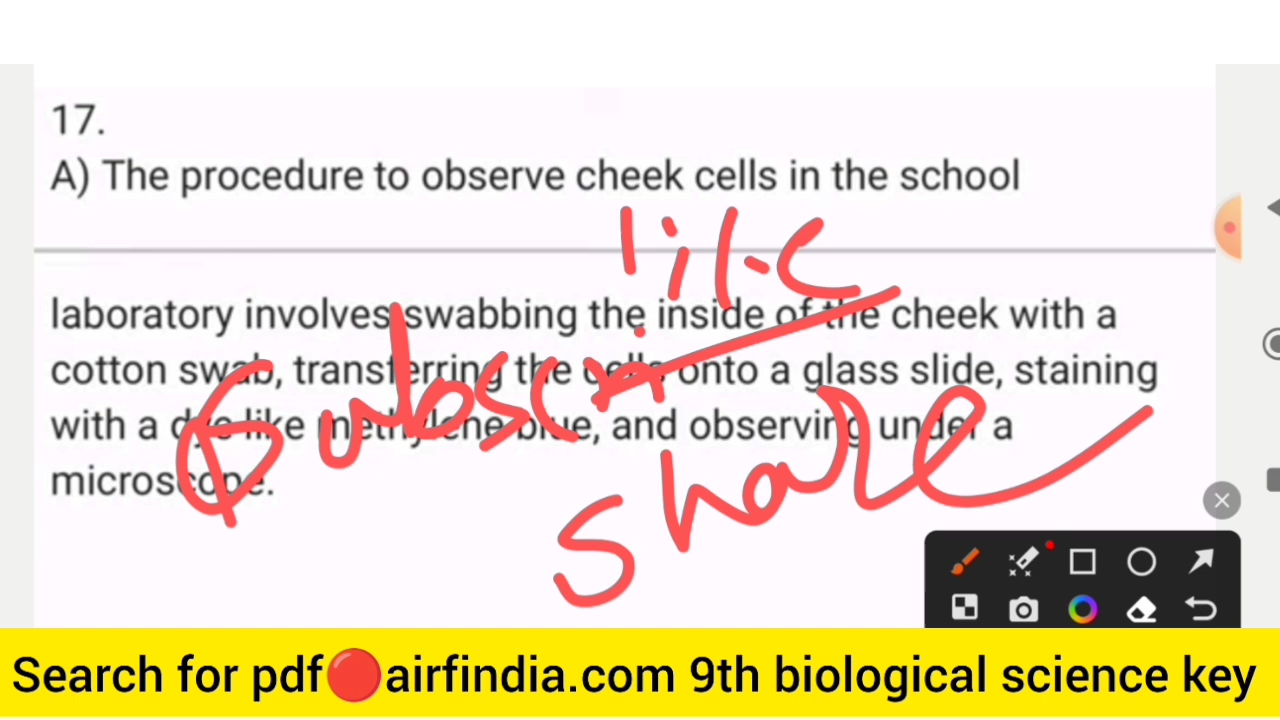 17.
A) The procedure to observe cheek cells in the school
like
laboratory involves swabbing the inside of the cheek with a
cotton swab, transferring the cells onto a glass slide, staining
with a dye like methylene blue, and observing under a
microscope.
Subscr
share
Search for pdf🔴airfindia.com 9th biological science key